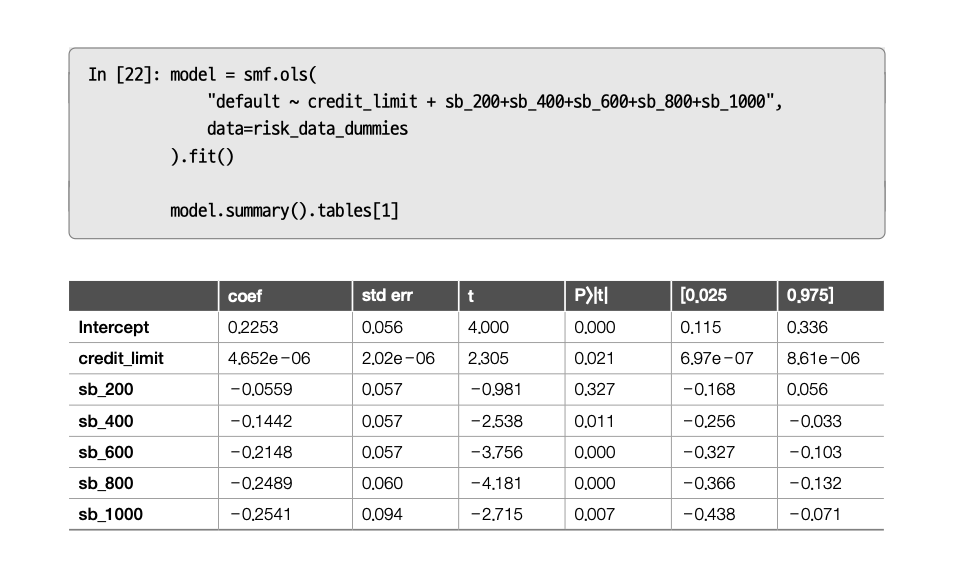 In [22]: model = smf.ols(
"default ~ credit_limit + sb_200+sb_400+sb_600+sb_800+sb_1000",
data=risk_data_dummies
).fit()
model.summary().tables[1]
coef std err t P>|t| [0.025 0.975]
Intercept 0.2253 0.056 4.000 0.000 0.115 0.336
credit_limit 4.652e-06 2.02e-06 2.305 0.021 6.97e-07 8.61e-06
sb_200 -0.0559 0.057 -0.981 0.327 -0.168 0.056
sb_400 -0.1442 0.057 -2.538 0.011 -0.256 -0.033
sb_600 -0.2148 0.057 -3.756 0.000 -0.327 -0.103
sb_800 -0.2489 0.060 -4.181 0.000 -0.366 -0.132
sb_1000 -0.2541 0.094 -2.715 0.007 -0.438 -0.071